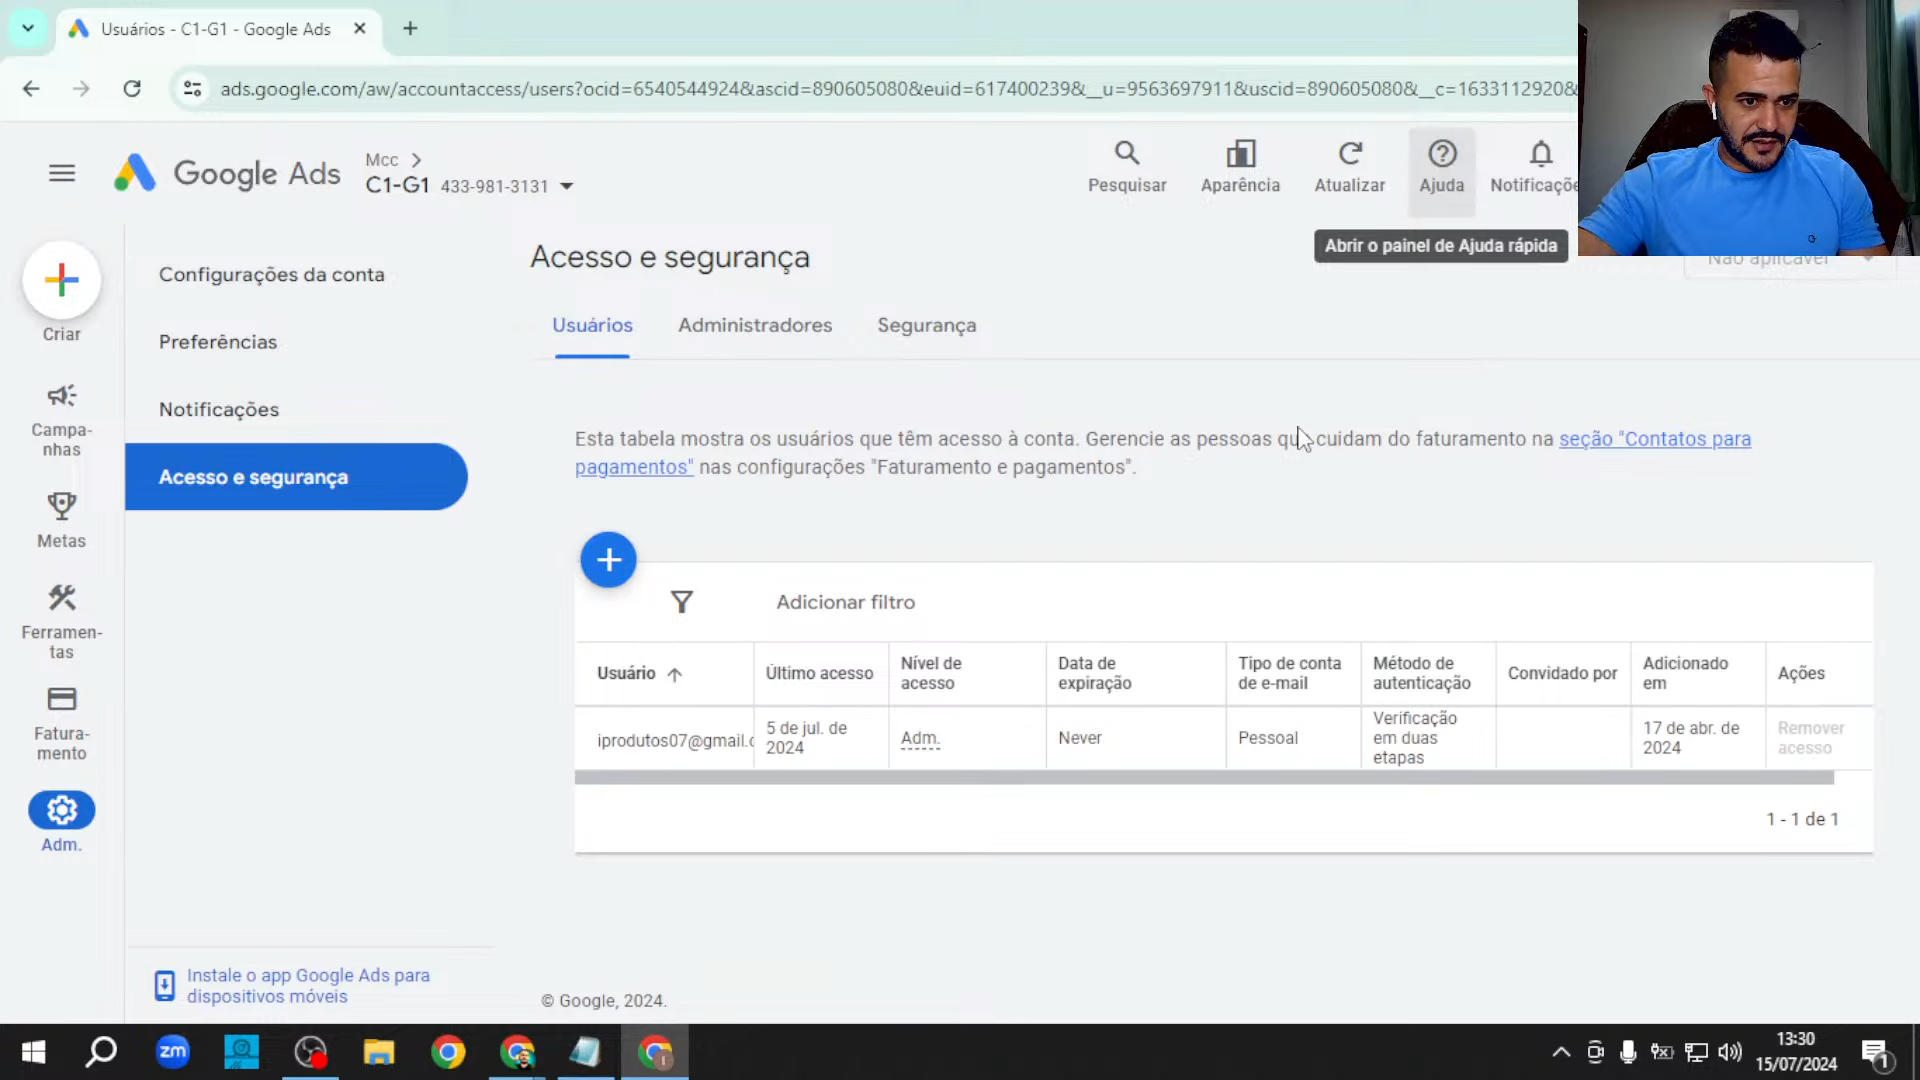 Usuários - C1-G1 - Google Ads
ads.google.com/aw/accountaccess/users?ocid=6540544924&ascid=890605080&euid=617400239&__u=9563697911&uscid=890605080&__c=1633112920&
Google Ads
Mcc
C1-G1 433-981-3131
Pesquisar
Aparência
Atualizar
Ajuda
Notificaçõe
Abrir o painel de Ajuda rápida
Não aplicável
Criar
Campa-
nhas
Metas
Ferramen-
tas
Fatura-
mento
Adm.
Configurações da conta
Preferências
Notificações
Acesso e segurança
Instale o app Google Ads para
dispositivos móveis
Acesso e segurança
Usuários Administradores Segurança
Esta tabela mostra os usuários que têm acesso à conta. Gerencie as pessoas qu cuidam do faturamento na seção "Contatos para
pagamentos" nas configurações "Faturamento e pagamentos".
Adicionar filtro
Usuário
Último acesso
Nível de
acesso
Data de
expiração
Tipo de conta
de e-mail
Método de
autenticação
Convidado por
Adicionado
em
Ações
iprodutos07@gmail.c
5 de jul. de
2024
Adm.
Never
Pessoal
Verificação
em duas
etapas
17 de abr. de
2024
Remover
acesso
1 - 1 de 1
© Google, 2024.
zm
13:30
15/07/2024
1